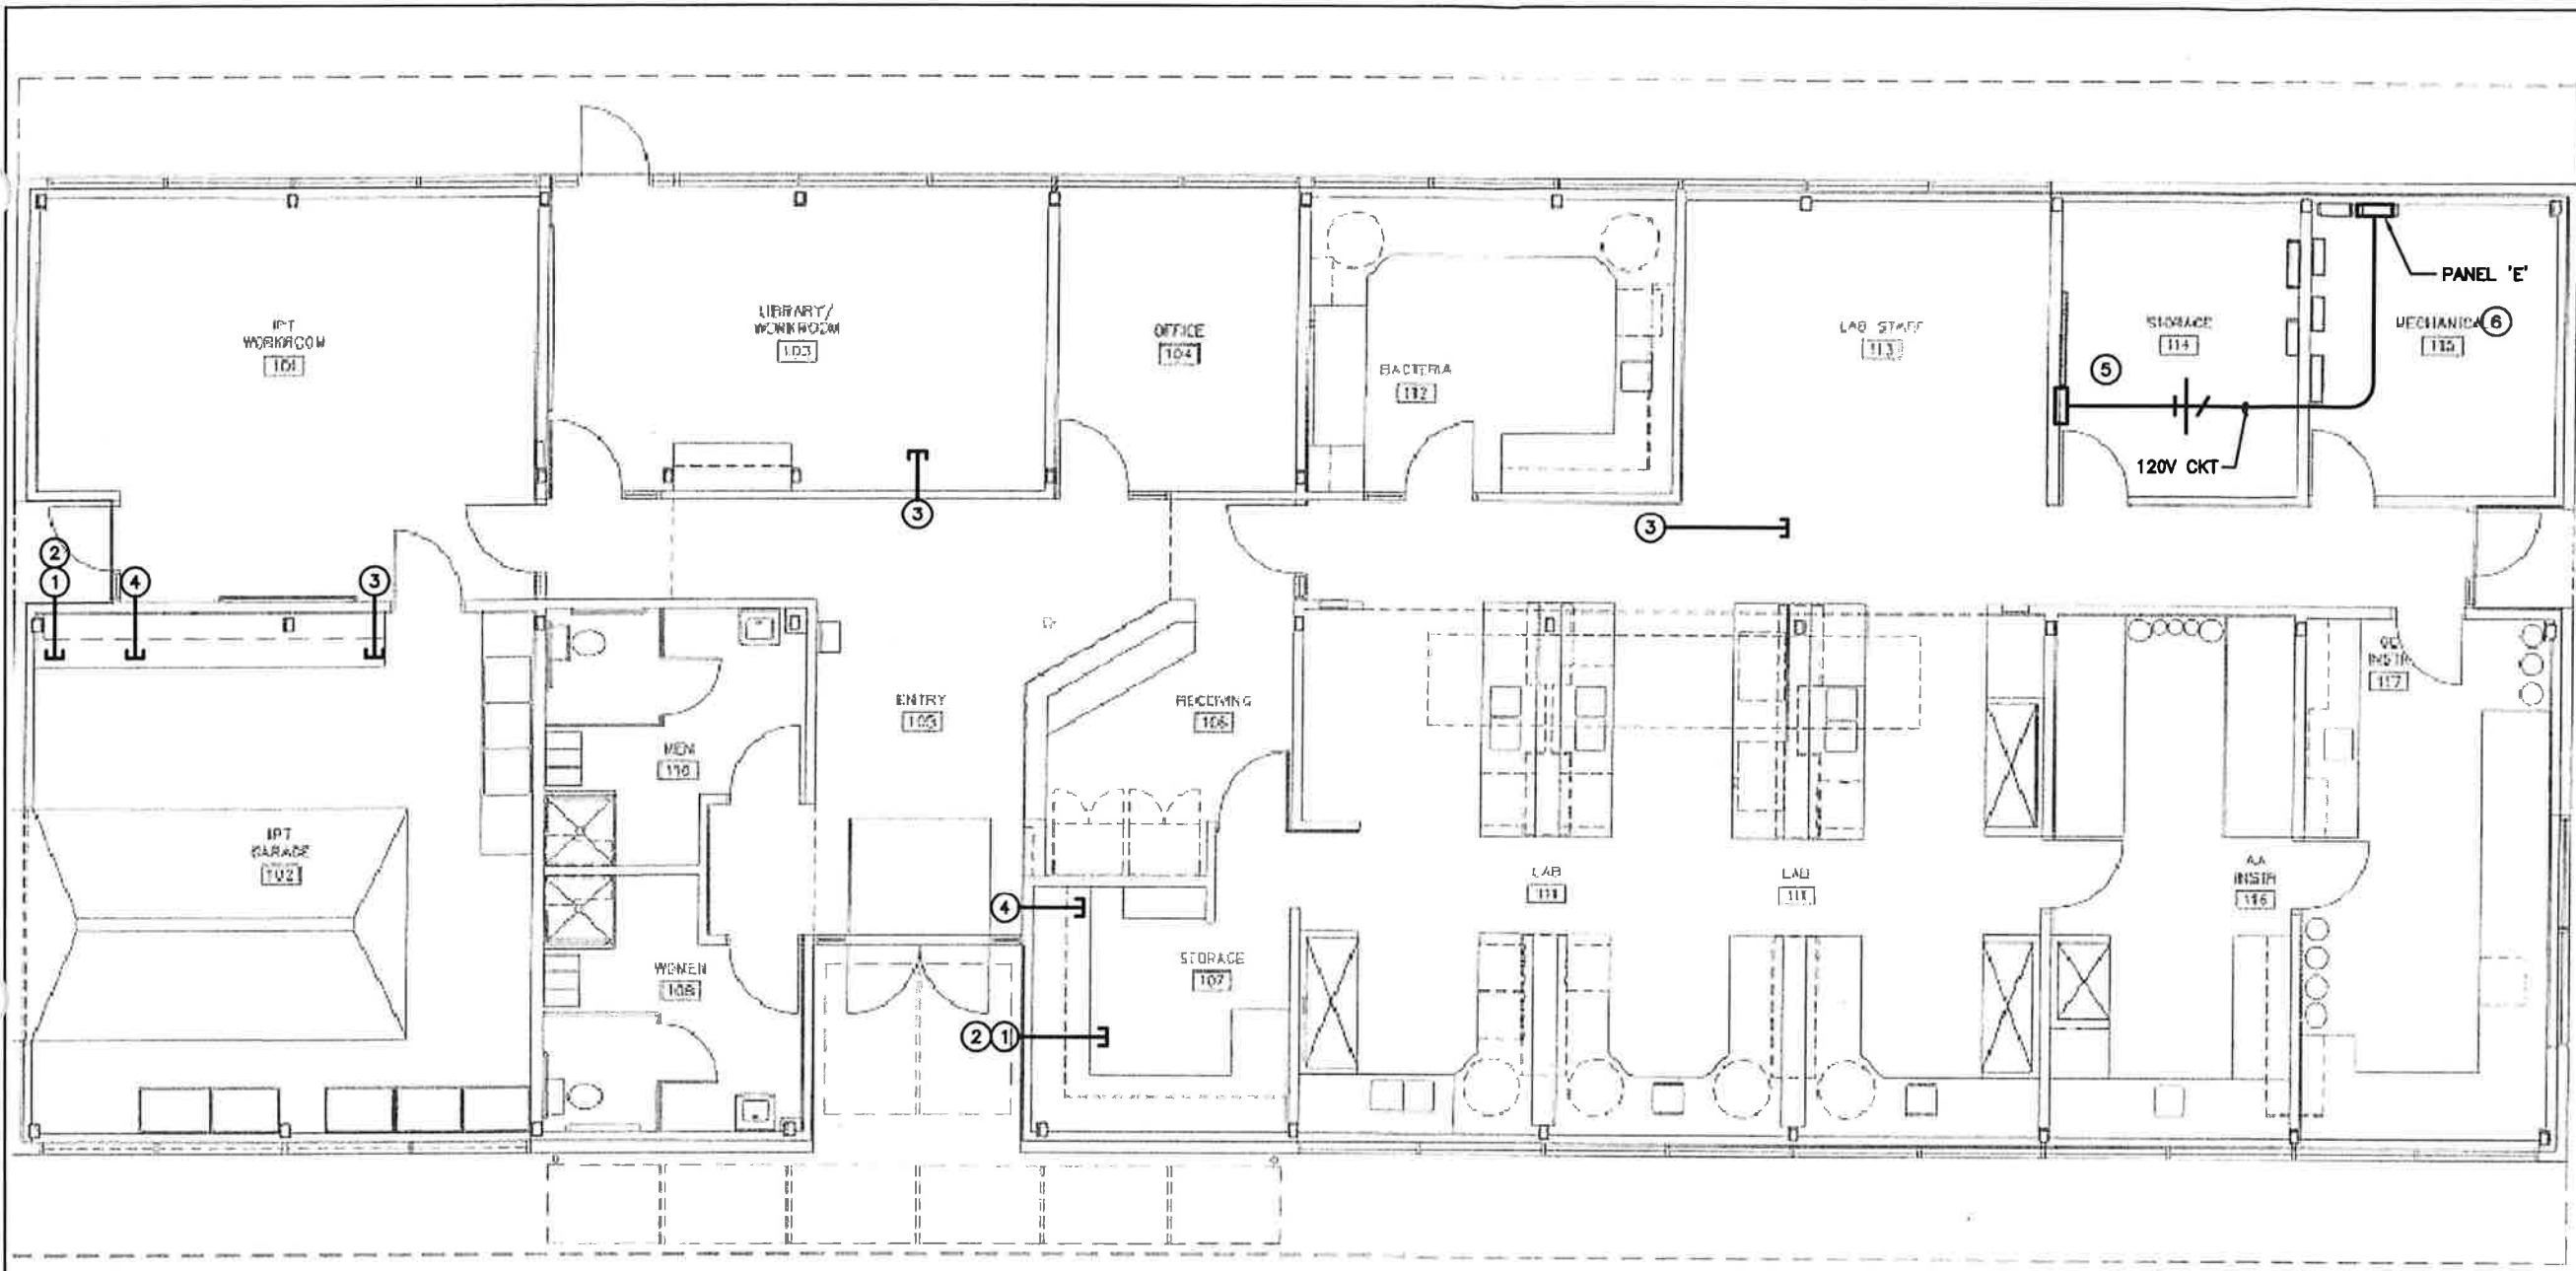 PANEL 'E'
IPT
WORKROOM
101
LIBRARY/
WORKROOM
103
OFFICE
104
BACTERIA
112
LAB STAFF
113
STORAGE
114
MECHANICAL
6
115
5
120V CKT
3
3
2
1
4
3
ENTRY
105
RECEIVING
106
INSTR
117
MEN
110
IPT
GARAGE
102
LAB
111
LAB
111
AA
INSTR
116
4
WOMEN
108
STORAGE
107
2
1